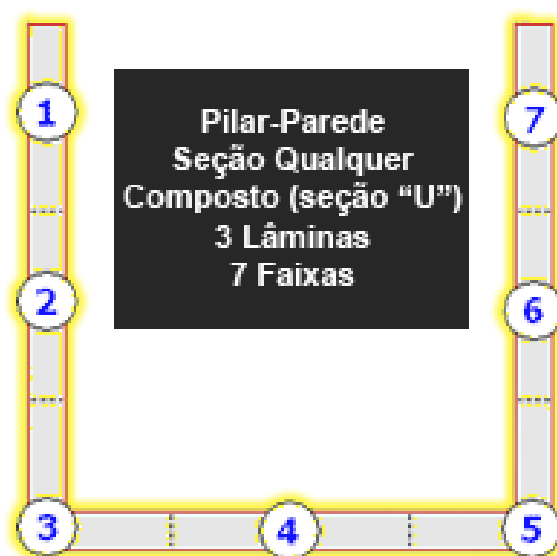 1
7
Pilar-Parede
Seção Qualquer
Composto (seção “U”)
3 Lâminas
7 Faixas
2
6
3
4
5